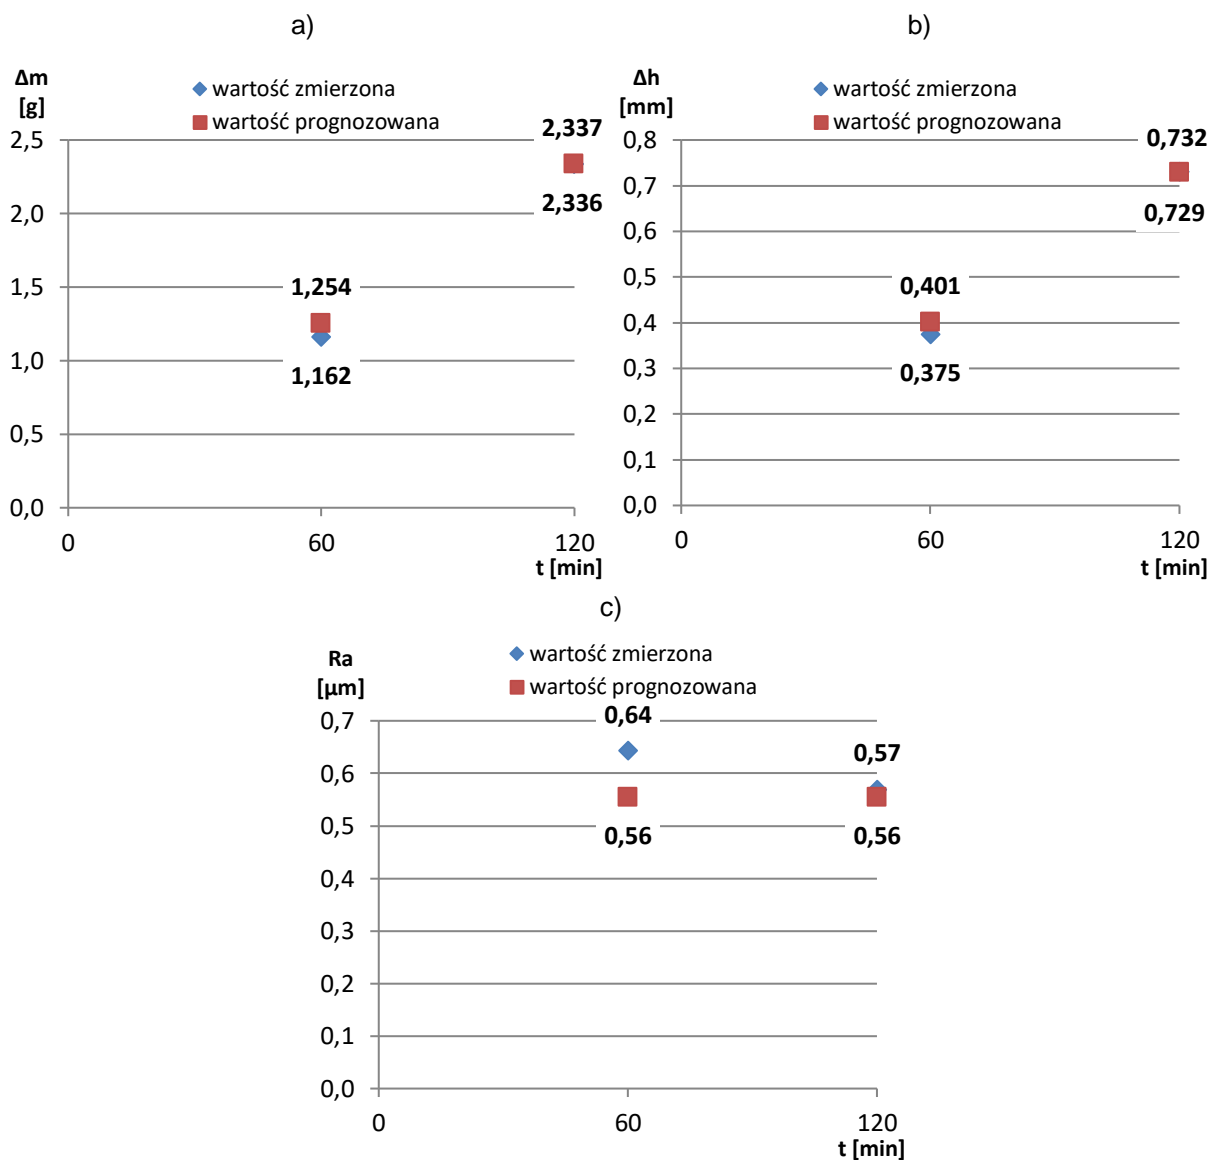 a)
Δm
[g]
wartość zmierzona
wartość prognozowana
2,337
2,336
1,254
1,162
2,5
2,0
1,5
1,0
0,5
0,0
0
60
120
t [min]
b)
Δh
[mm]
wartość zmierzona
wartość prognozowana
0,732
0,729
0,401
0,375
0,8
0,7
0,6
0,5
0,4
0,3
0,2
0,1
0,0
0
60
120
t [min]
c)
Ra
[µm]
wartość zmierzona
wartość prognozowana
0,64
0,57
0,56
0,56
0,7
0,6
0,5
0,4
0,3
0,2
0,1
0,0
0
60
120
t [min]